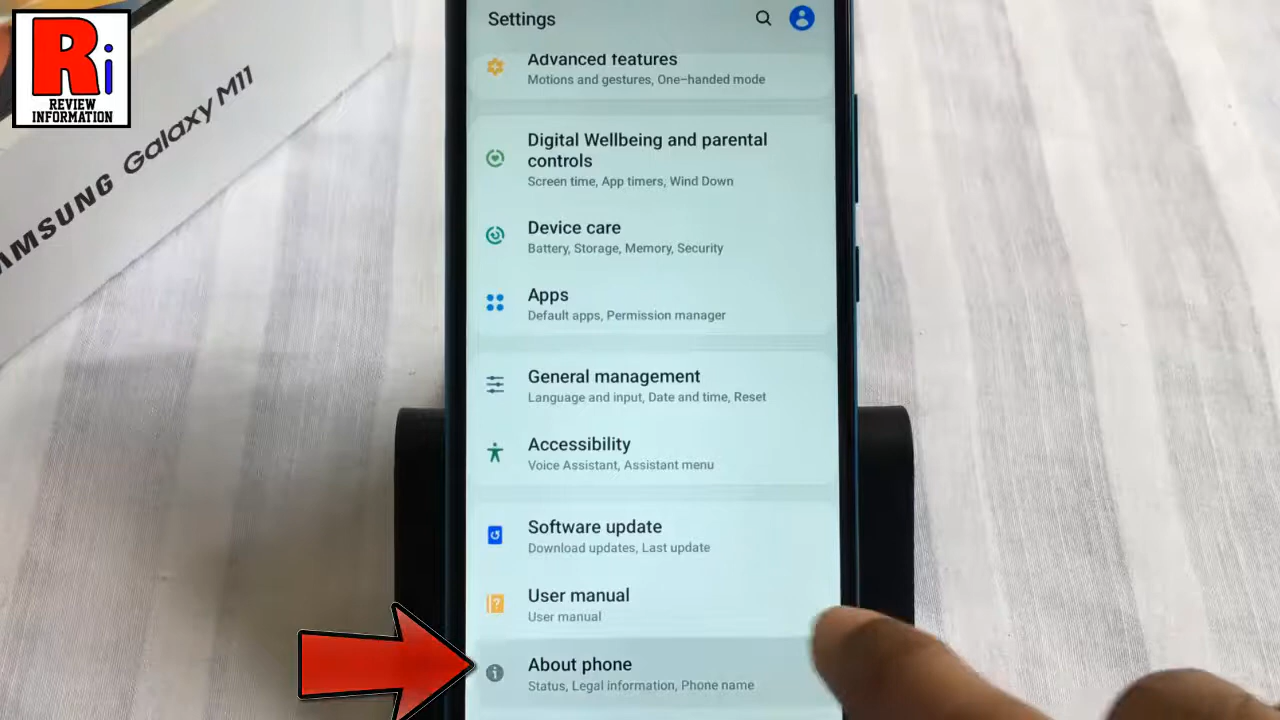 Ri
REVIEW
INFORMATION
AMSUNG Galaxy M11
Settings
Advanced features
Motions and gestures, One-handed mode
Digital Wellbeing and parental
controls
Screen time, App timers, Wind Down
Device care
Battery, Storage, Memory, Security
Apps
Default apps, Permission manager
General management
Language and input, Date and time, Reset
Accessibility
Voice Assistant, Assistant menu
Software update
Download updates, Last update
User manual
User manual
About phone
Status, Legal information, Phone name